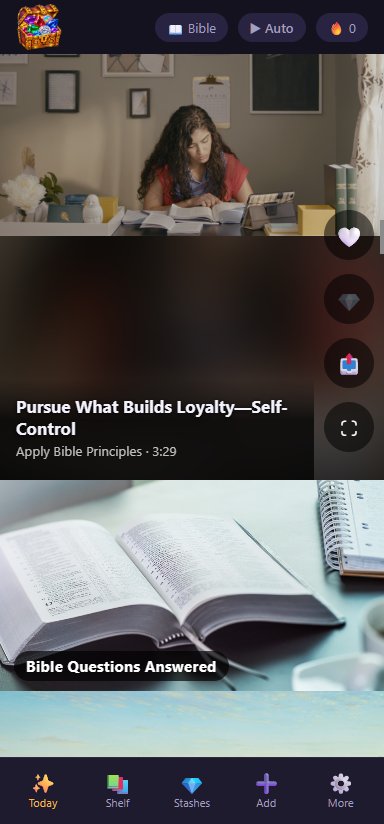 Bible
Auto
0
Pursue What Builds Loyalty—Self-
Control
Apply Bible Principles · 3:29
Bible Questions Answered
Today
Shelf
Stashes
Add
More